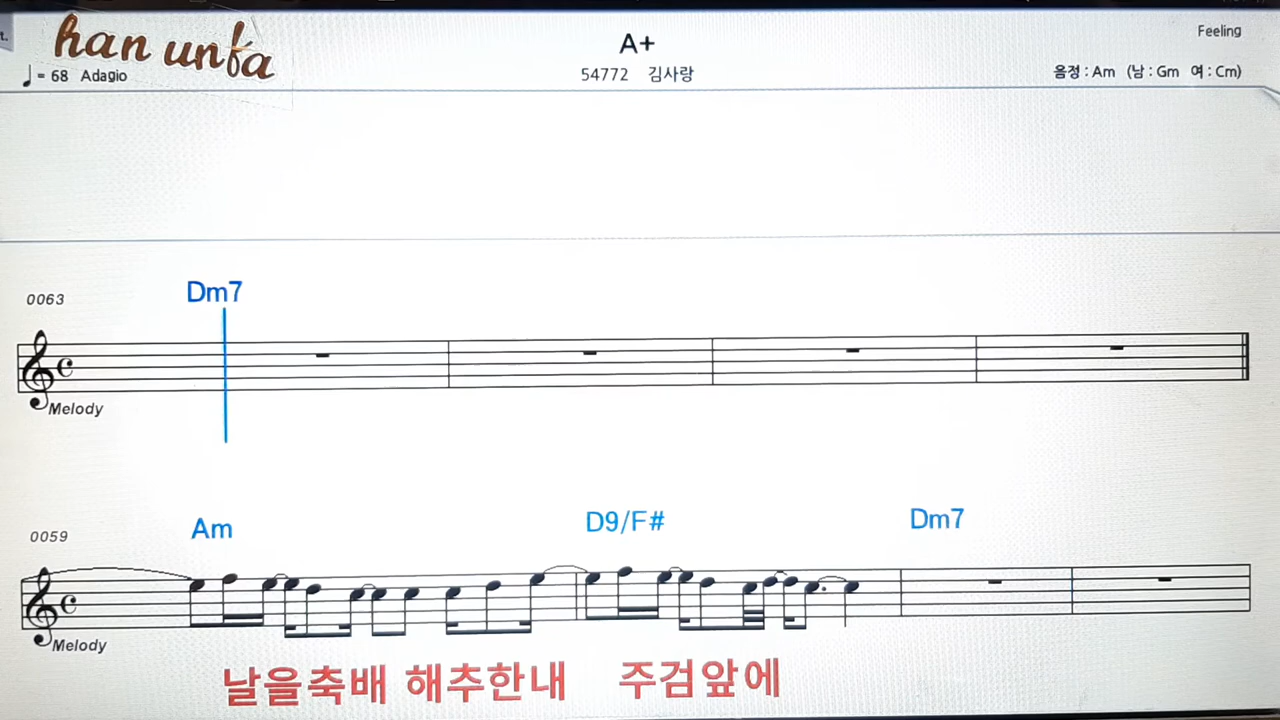 t.
han unfa
A+
Feeling
♩ = 68 Adagio
54772 김사랑
음정 : Am (남 : Gm 여 : Cm)
Dm7
0063
Melody
Am D9/F# Dm7
0059
Melody
날을축배 해추한내 주검앞에